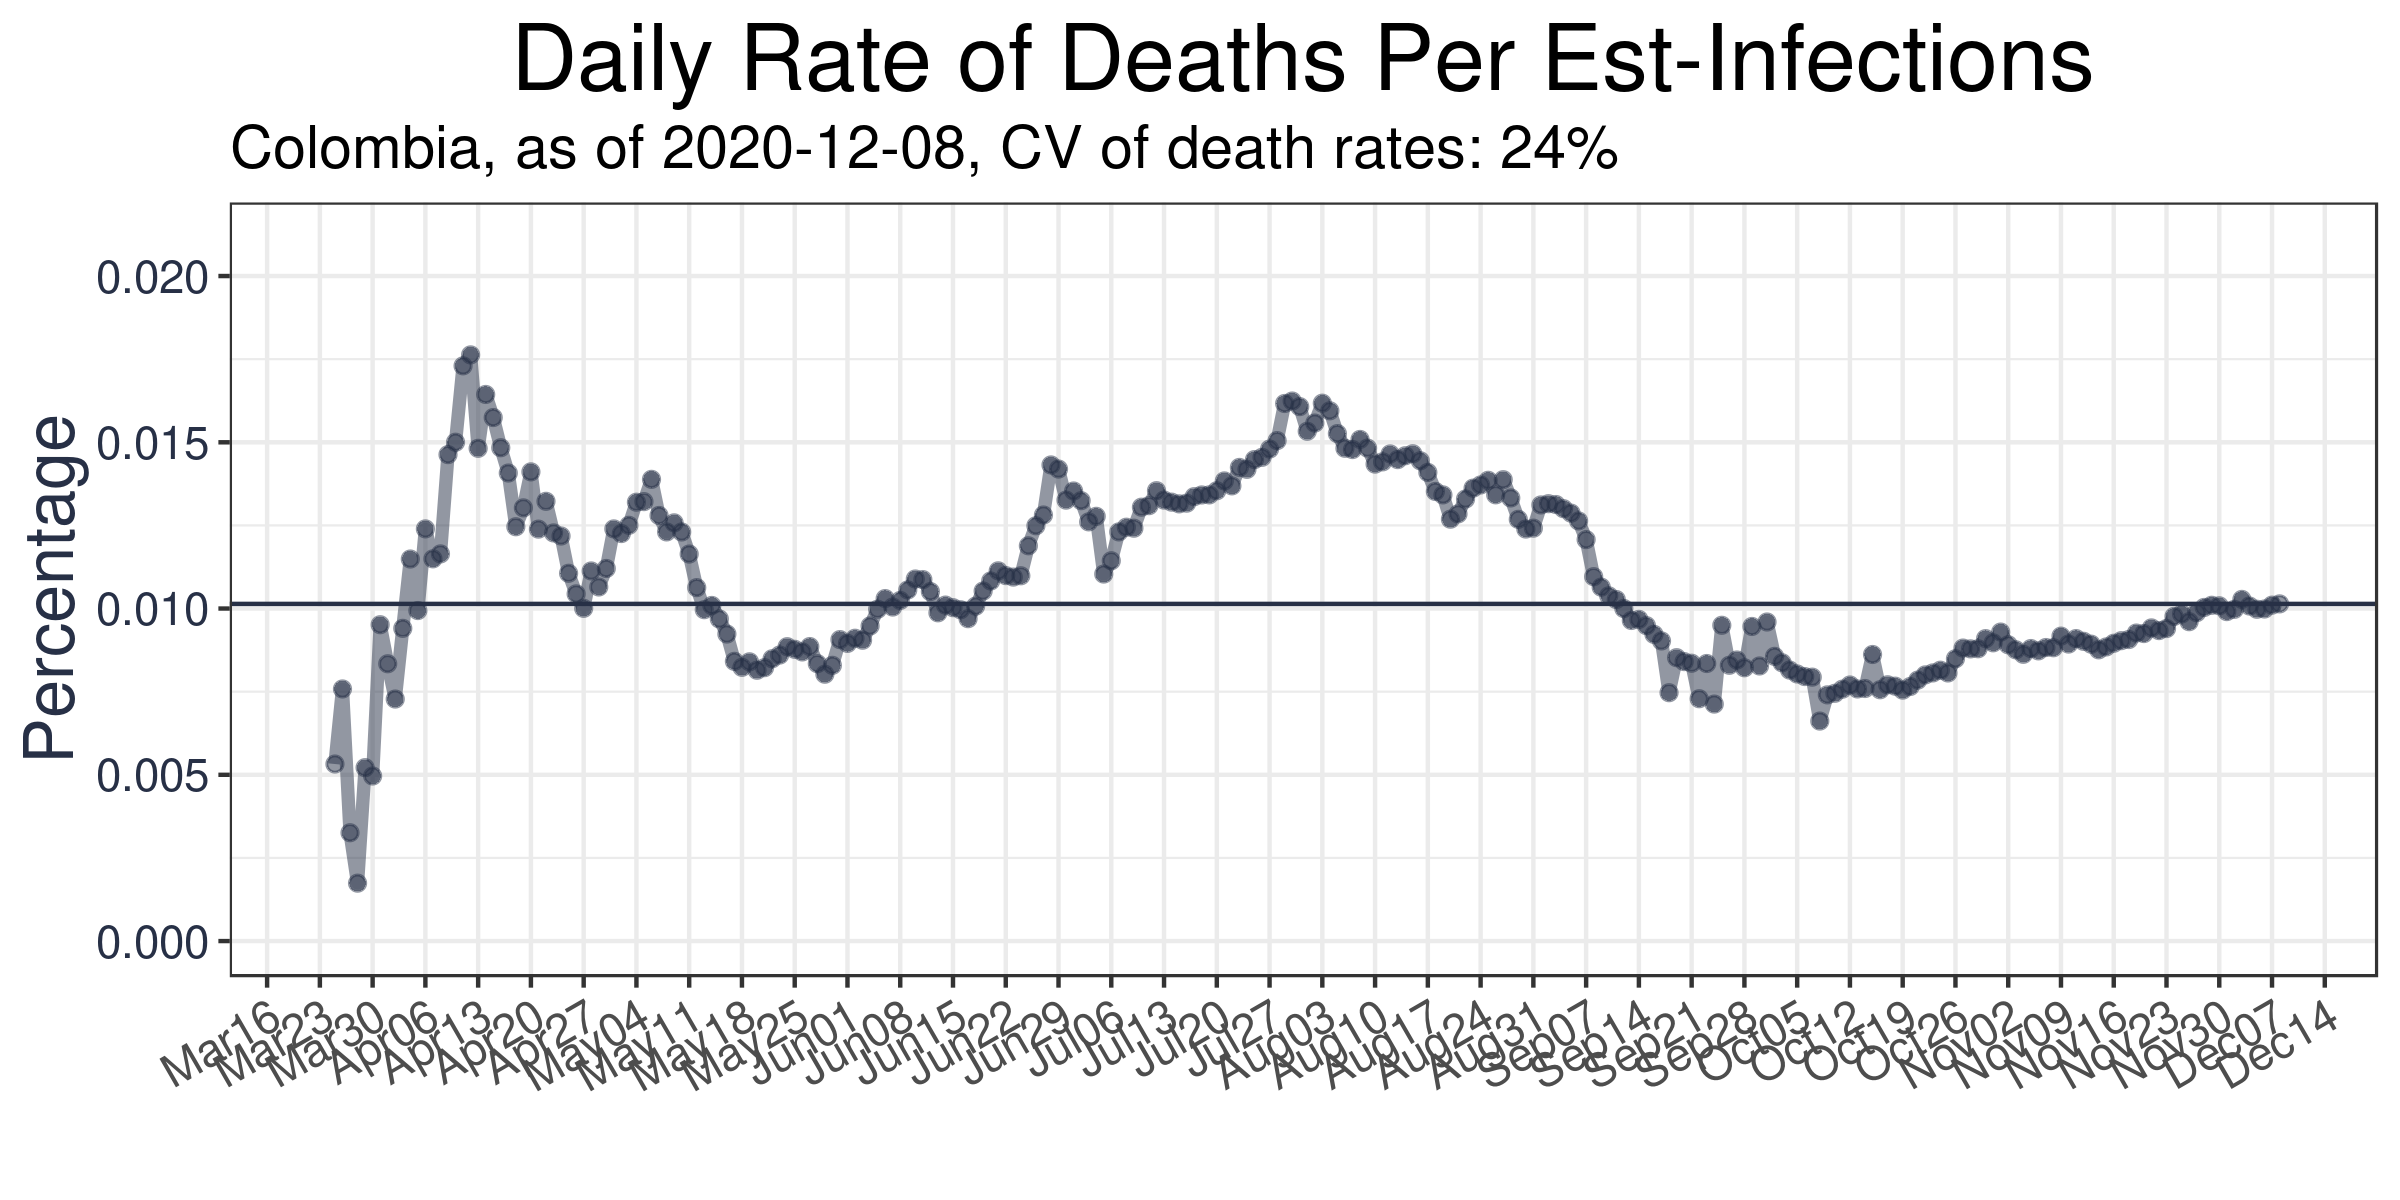 Daily Rate of Deaths Per Est-Infections
Colombia, as of 2020-12-08, CV of death rates: 24%
Percentage
0.020
0.015
0.010
0.005
0.000
Mar16
Mar23
Mar30
Apr06
Apr13
Apr20
Apr27
May04
May11
May18
May25
Jun01
Jun08
Jun15
Jun22
Jun29
Jul06
Jul13
Jul20
Jul27
Aug03
Aug10
Aug17
Aug24
Aug31
Sep07
Sep14
Sep21
Sep28
Oct05
Oct12
Oct19
Oct26
Nov02
Nov09
Nov16
Nov23
Nov30
Dec07
Dec14